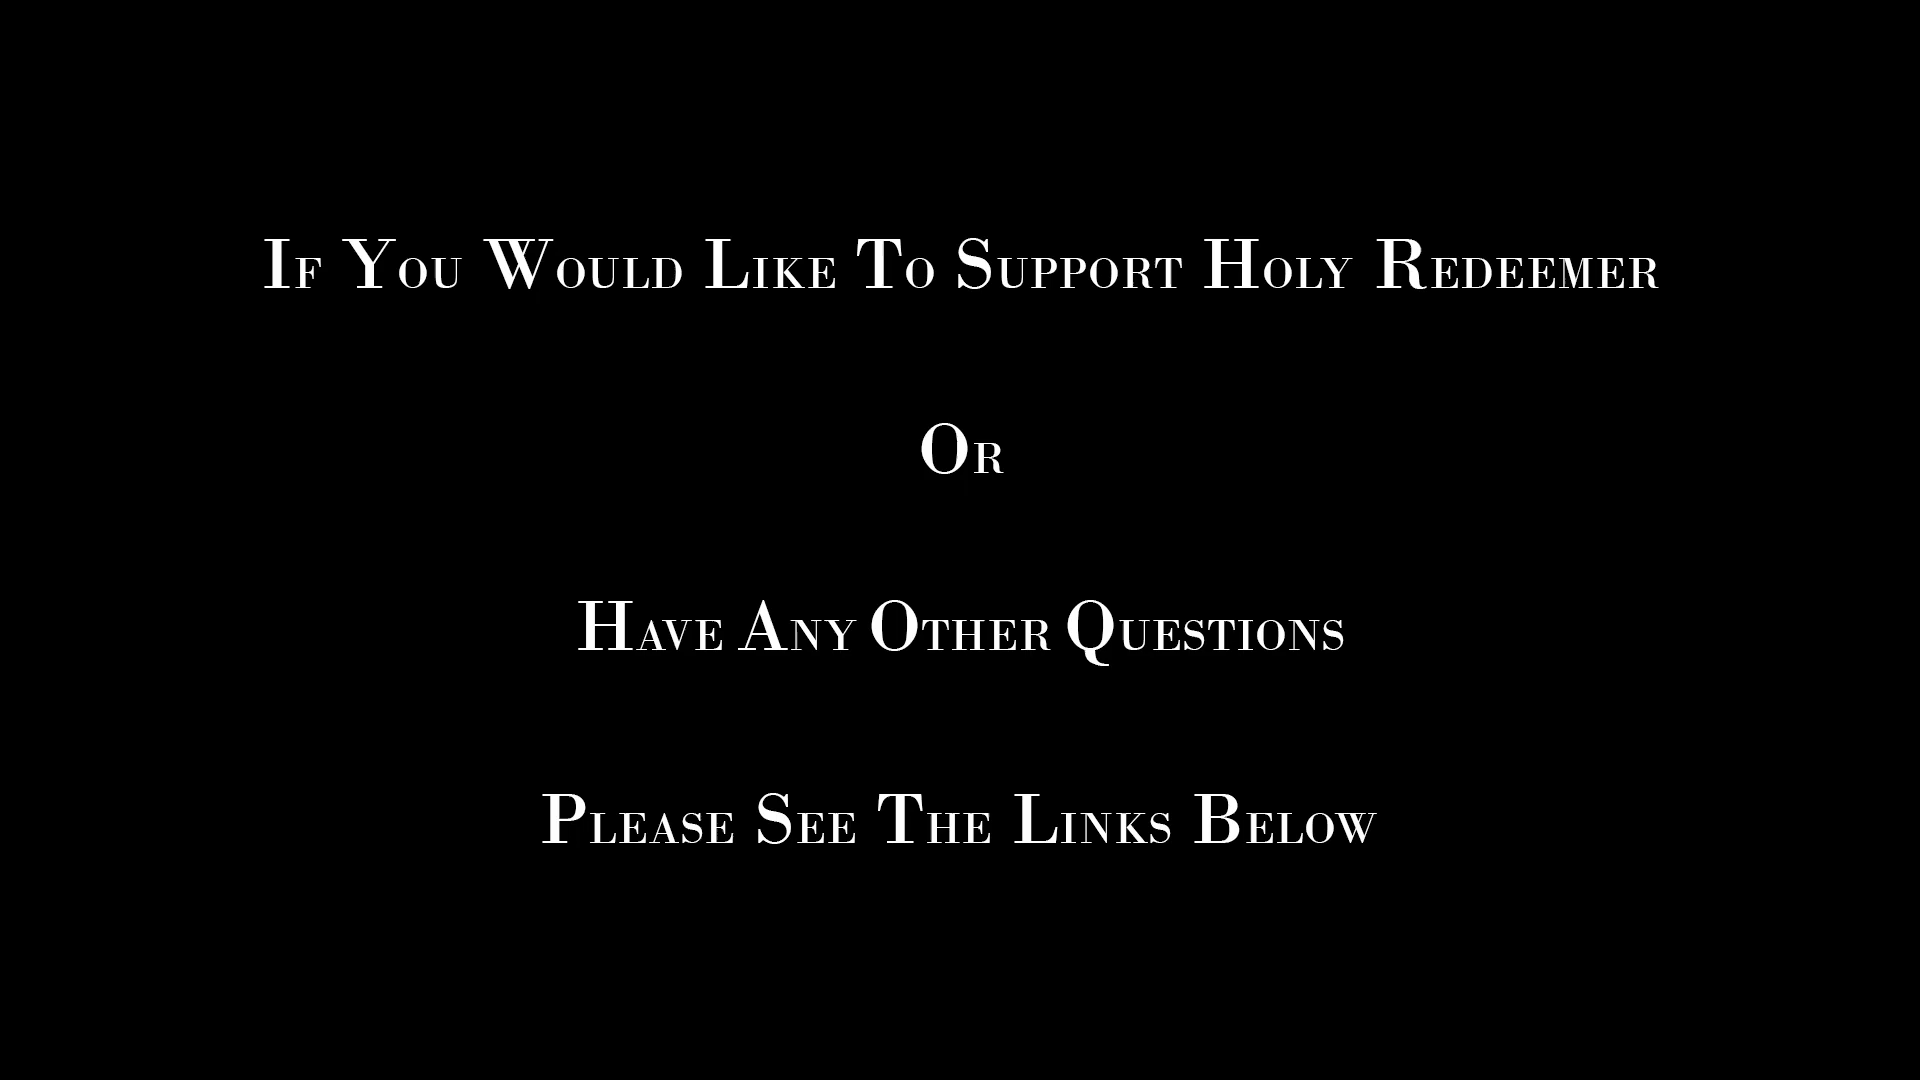 If You Would Like To Support Holy Redeemer
Or
Have Any Other Questions
Please See The Links Below